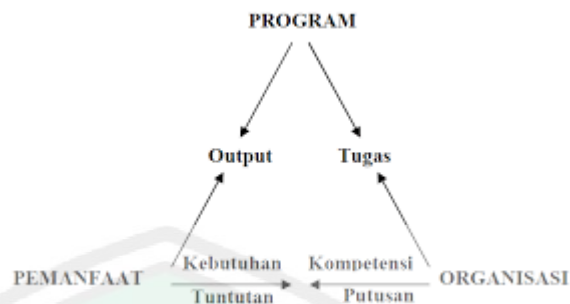 PROGRAM
Output Tugas
Kebutuhan Kompetensi
PEMANFAAT ORGANISASI
Tuntutan Putusan